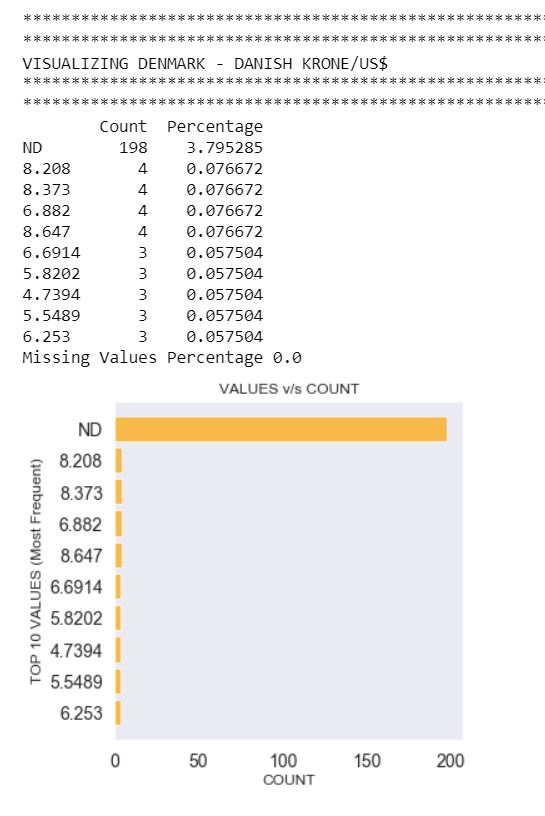 ************************************************************
************************************************************
VISUALIZING DENMARK - DANISH KRONE/US$
************************************************************
************************************************************
Count Percentage
ND 198 3.795285
8.208 4 0.076672
8.373 4 0.076672
6.882 4 0.076672
8.647 4 0.076672
6.6914 3 0.057504
5.8202 3 0.057504
4.7394 3 0.057504
5.5489 3 0.057504
6.253 3 0.057504
Missing Values Percentage 0.0
VALUES v/s COUNT
TOP 10 VALUES (Most Frequent)
ND
8.208
8.373
6.882
8.647
6.6914
5.8202
4.7394
5.5489
6.253
0 50 100 150 200
COUNT